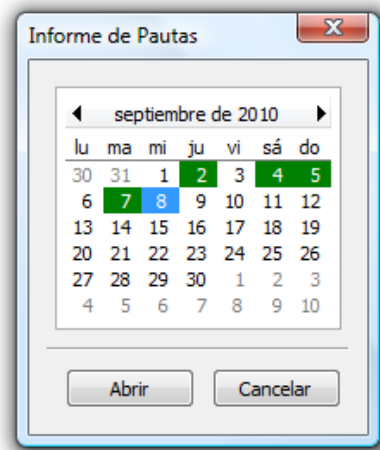 Informe de Pautas
septiembre de 2010
lu ma mi ju vi sá do
30 31 1 2 3 4 5
6 7 8 9 10 11 12
13 14 15 16 17 18 19
20 21 22 23 24 25 26
27 28 29 30 1 2 3
4 5 6 7 8 9 10
Abrir Cancelar